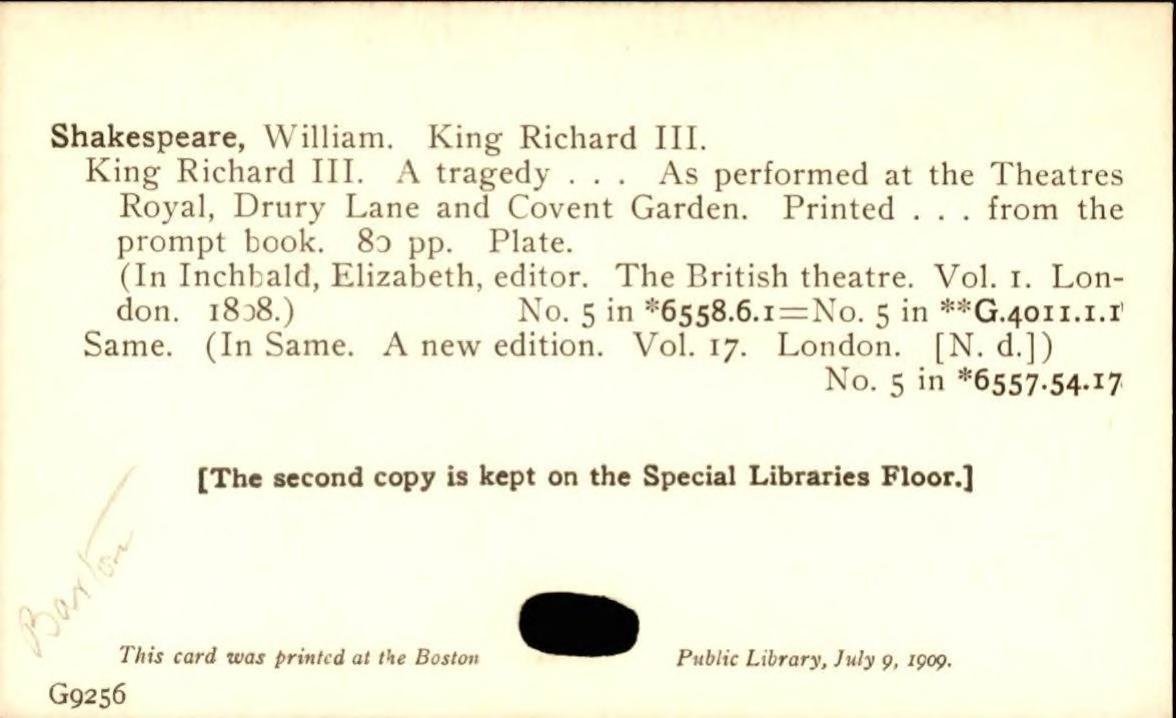 Shakespeare, William. King Richard III.
King Richard III. A tragedy . . . As performed at the Theatres
Royal, Drury Lane and Covent Garden. Printed . . . from the
prompt book. 80 pp. Plate.
(In Inchbald, Elizabeth, editor. The British theatre. Vol. 1. Lon-
don. 1808.) No. 5 in *6558.6.1=No. 5 in **G.4011.1.1
Same. (In Same. A new edition. Vol. 17. London. [N. d.])
No. 5 in *6557.54.17
[The second copy is kept on the Special Libraries Floor.]
Barton
This card was printed at the Boston Public Library, July 9, 1909.
G9256